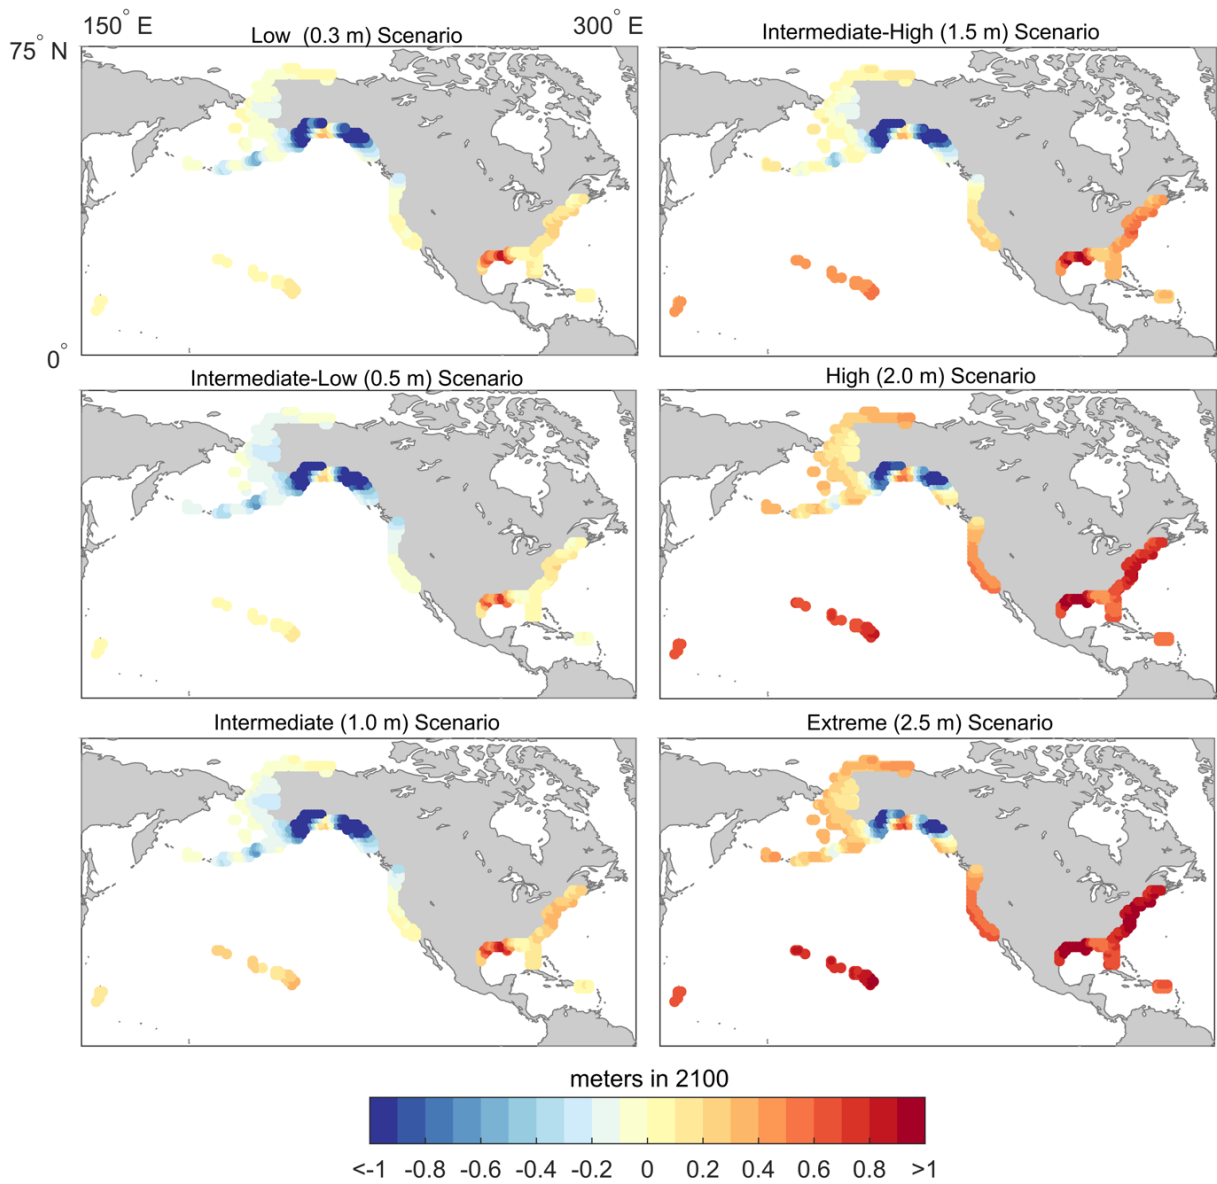 150° E 300° E
Low (0.3 m) Scenario Intermediate-High (1.5 m) Scenario
75° N
0°
Intermediate-Low (0.5 m) Scenario High (2.0 m) Scenario
Intermediate (1.0 m) Scenario Extreme (2.5 m) Scenario
meters in 2100
<-1 -0.8 -0.6 -0.4 -0.2 0 0.2 0.4 0.6 0.8 >1